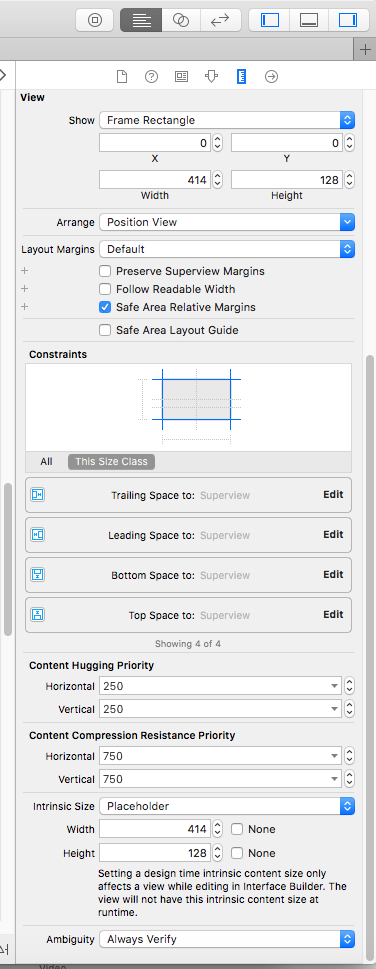 View
Show Frame Rectangle
0 0
X Y
414 128
Width Height
Arrange Position View
Layout Margins Default
Preserve Superview Margins
Follow Readable Width
Safe Area Relative Margins
Safe Area Layout Guide
Constraints
All This Size Class
Trailing Space to: Superview Edit
Leading Space to: Superview Edit
Bottom Space to: Superview Edit
Top Space to: Superview Edit
Showing 4 of 4
Content Hugging Priority
Horizontal 250
Vertical 250
Content Compression Resistance Priority
Horizontal 750
Vertical 750
Intrinsic Size Placeholder
Width 414 None
Height 128 None
Setting a design time intrinsic content size only
affects a view while editing in Interface Builder. The
view will not have this intrinsic content size at
runtime.
Ambiguity Always Verify
Video